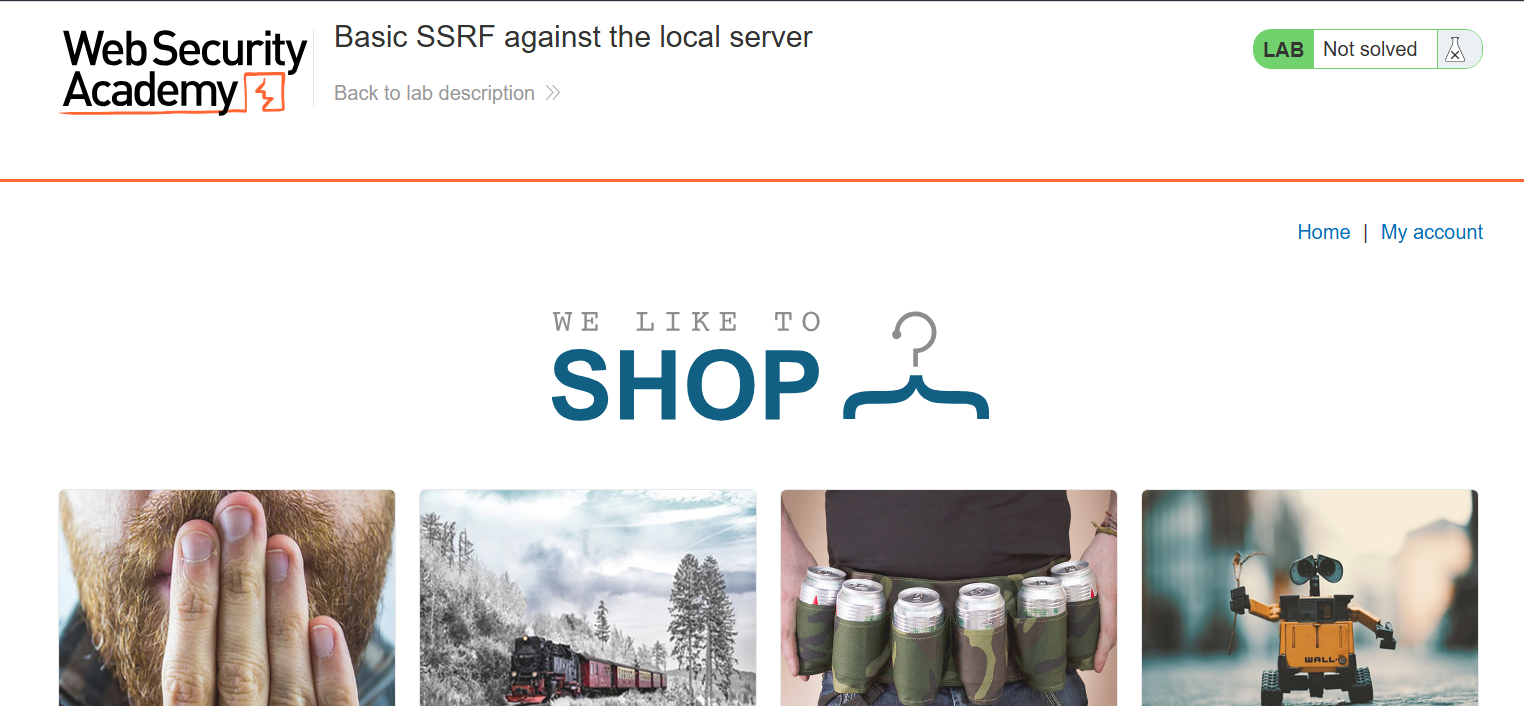 Web Security
Academy
Basic SSRF against the local server
Back to lab description
LAB Not solved
Home | My account
WE LIKE TO
SHOP
WALL·E